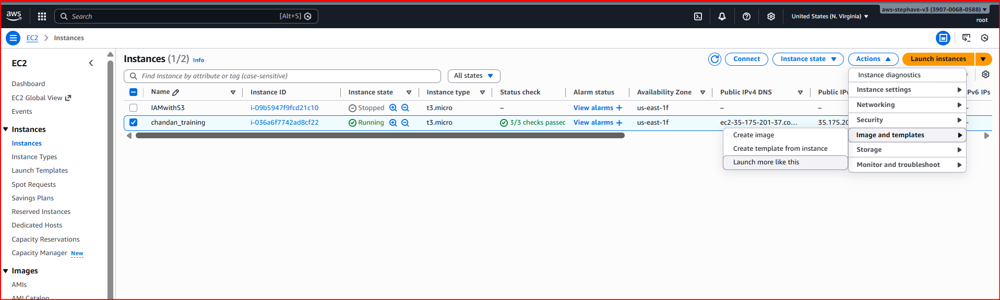 aws
Search [Alt+S]
United States (N. Virginia)
aws-stephave-v3 (3907-0068-0588)
root
EC2 Instances
EC2
Dashboard
EC2 Global View
Events
Instances
Instances
Instance Types
Launch Templates
Spot Requests
Savings Plans
Reserved Instances
Dedicated Hosts
Capacity Reservations
Capacity Manager New
Images
AMIs
AMI Catalog
Instances (1/2) Info
Connect Instance state Actions Launch instances
Find Instance by attribute or tag (case-sensitive) All states
Name Instance ID Instance state Instance type Status check Alarm status Availability Zone Public IPv4 DNS Public IPv Pv6 IPs
IAMwithS3 i-09b5947f9fcd21c10 Stopped t3.micro – View alarms + us-east-1f – –
chandan_training i-036a6f7742ad8cf22 Running t3.micro 3/3 checks passed View alarms + us-east-1f ec2-35-175-201-37.co... 35.175.20 –
Instance diagnostics
Instance settings
Networking
Security
Image and templates
Storage
Monitor and troubleshoot
Create image
Create template from instance
Launch more like this